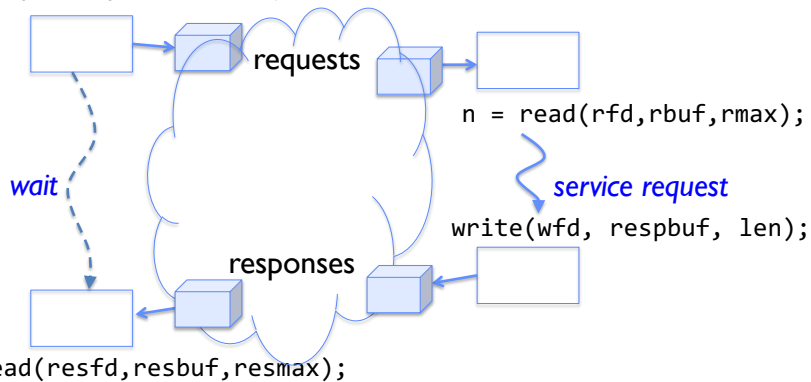 requests
n = read(rfd,rbuf,rmax);
wait
service request
write(wfd, respbuf, len);
responses
ead(resfd,resbuf,resmax);